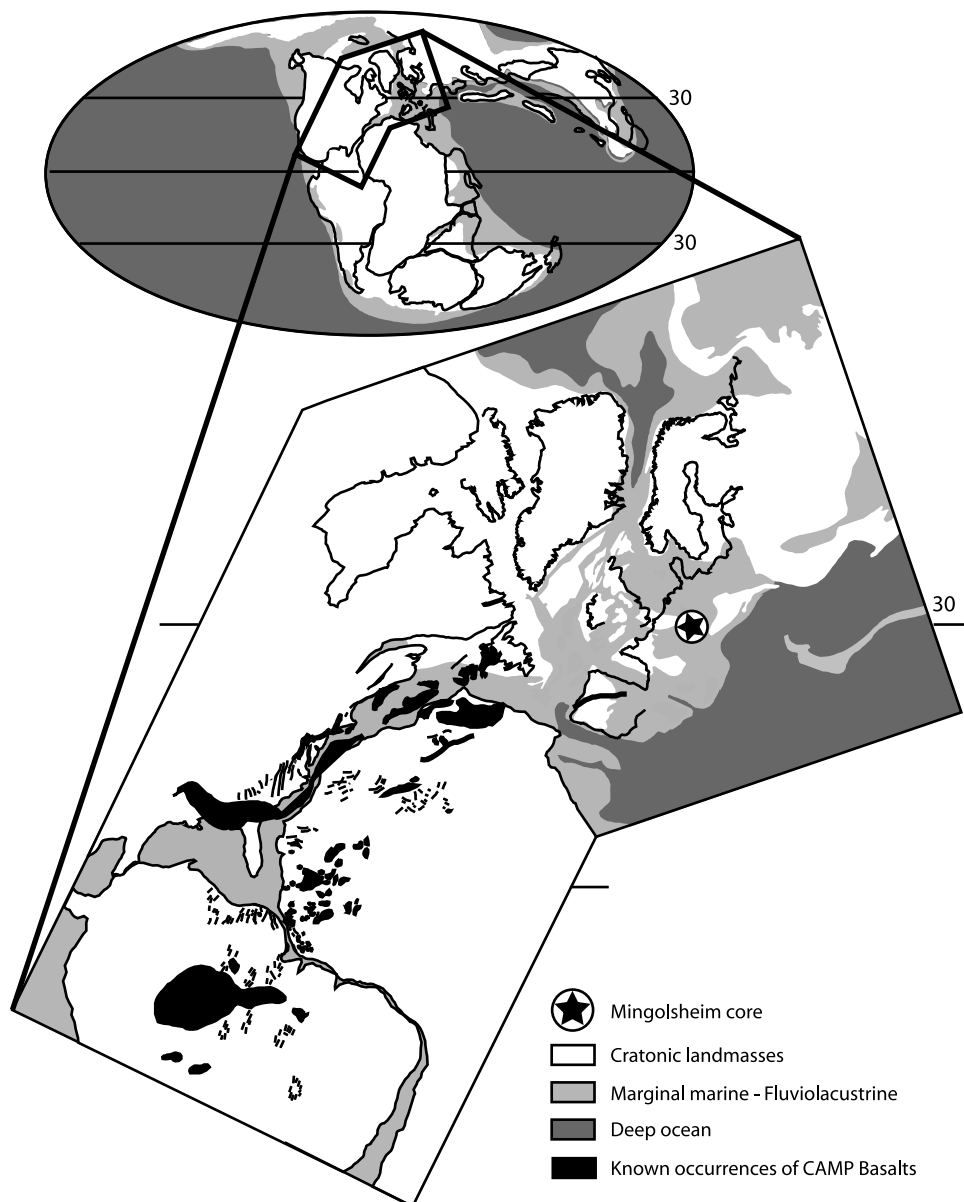 30
30
30
Mingolsheim core
Cratonic landmasses
Marginal marine - Fluviolacustrine
Deep ocean
Known occurrences of CAMP Basalts